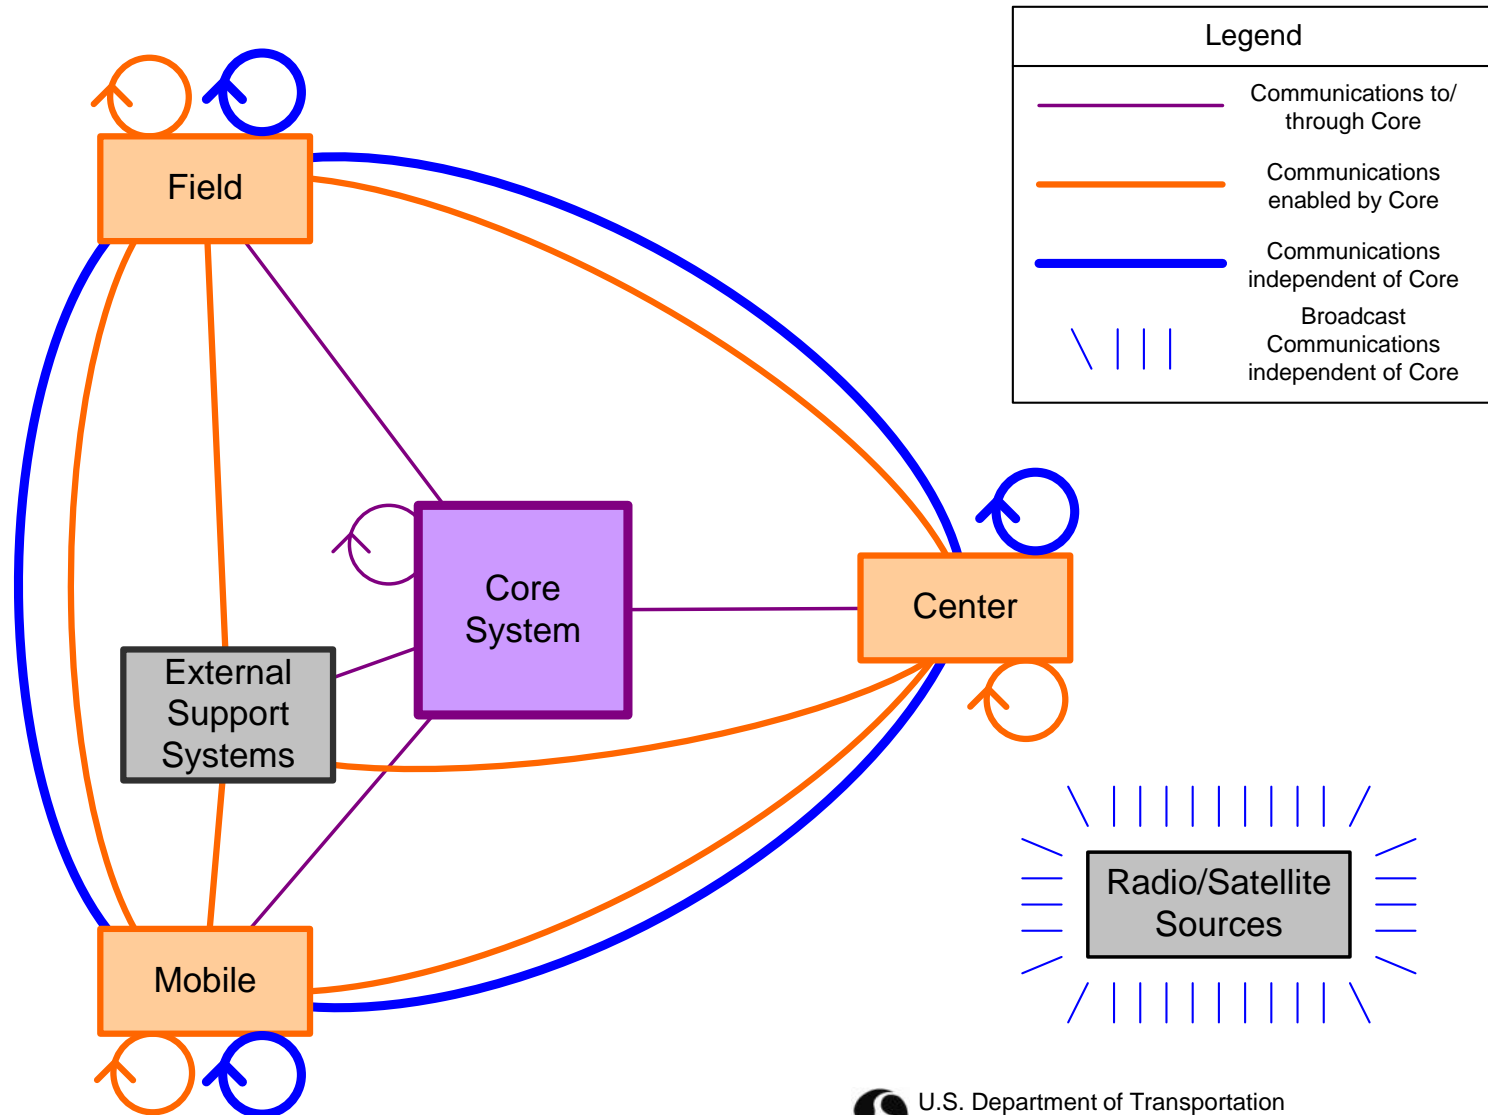 Legend
Communications to/
through Core
Communications
enabled by Core
Communications
independent of Core
Broadcast
Communications
independent of Core
Field
Core
System
Center
External
Support
Systems
Radio/Satellite
Sources
Mobile
U.S. Department of Transportation